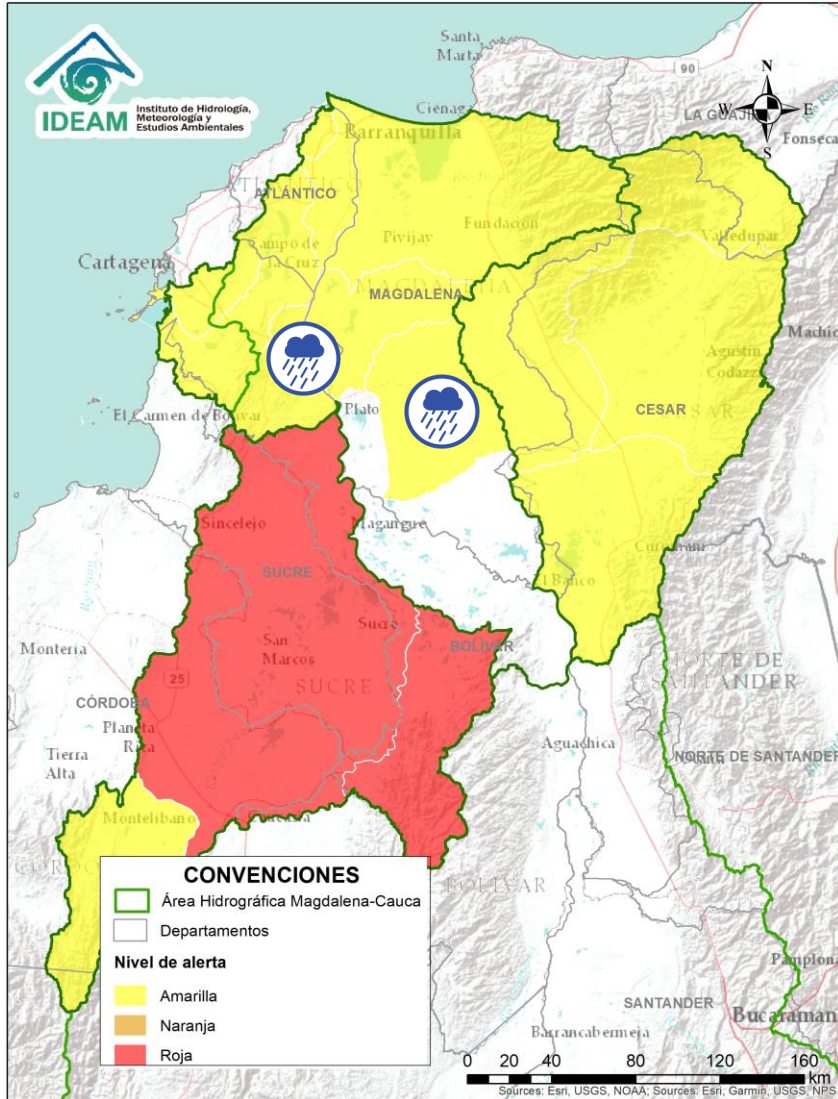 Santa
Marta
90
N
W E
S
IDEAM
Instituto de Hidrología,
Meteorología y
Estudios Ambientales
Ciénaga
LA GUAJIRA
Fonseca
Barranquilla
ATLÁNTICO
Fundación
Pivijay
Campo de
la Cruz
Valledupar
Cartagena
MAGDALENA
Agustín
Codazzi
Plato
El Carmen de Bolívar
CESAR
Sincelejo
Magangue
SUCRE
El Banco
Sucre
Montería
San
Marcos
BOLÍVAR
25
SUCRE
NORTE DE
SANTANDER
CÓRDOBA
Planeta
Rica
Aguachica
Tierra
Alta
NORTE DE SANTANDER
Montelibano
BOLIVAR
CONVENCIONES
Área Hidrográfica Magdalena-Cauca
Departamentos
Nivel de alerta
Amarilla
Naranja
Roja
Pamplona
SANTANDER
Bucaraman
Barrancabermeja
0 20 40 80 120 160
Km
Sources: Esri, USGS, NOAA; Sources: Esri, Garmin, USGS, NPS